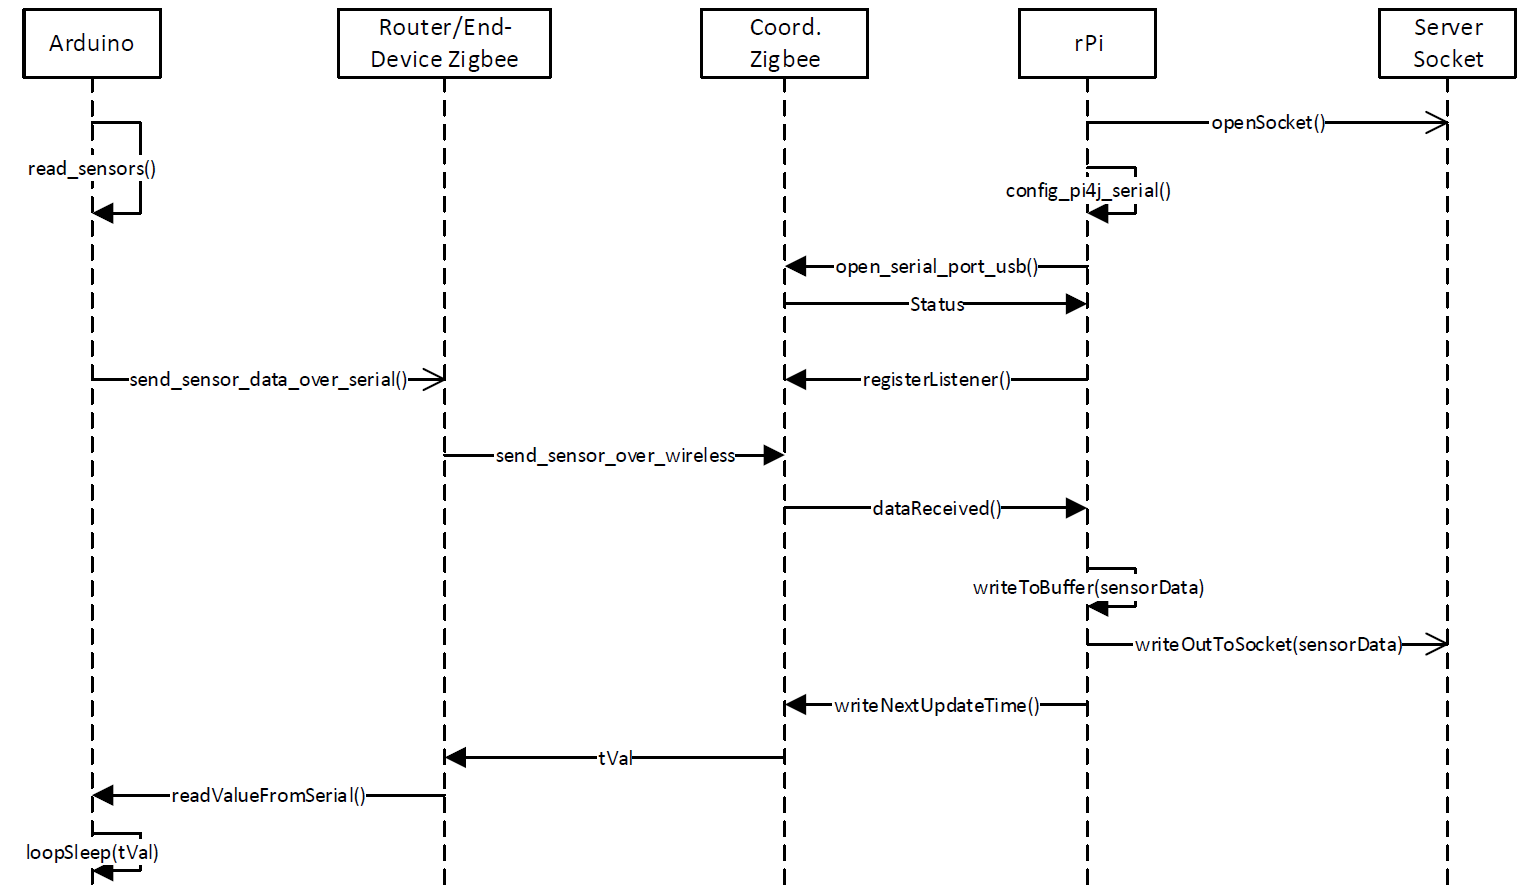 Arduino
Router/End-
Device Zigbee
Coord.
Zigbee
rPi
Server
Socket
openSocket()
read_sensors()
config_pi4j_serial()
open_serial_port_usb()
Status
send_sensor_data_over_serial()
registerListener()
send_sensor_over_wireless
dataReceived()
writeToBuffer(sensorData)
writeOutToSocket(sensorData)
writeNextUpdateTime()
tVal
readValueFromSerial()
loopSleep(tVal)